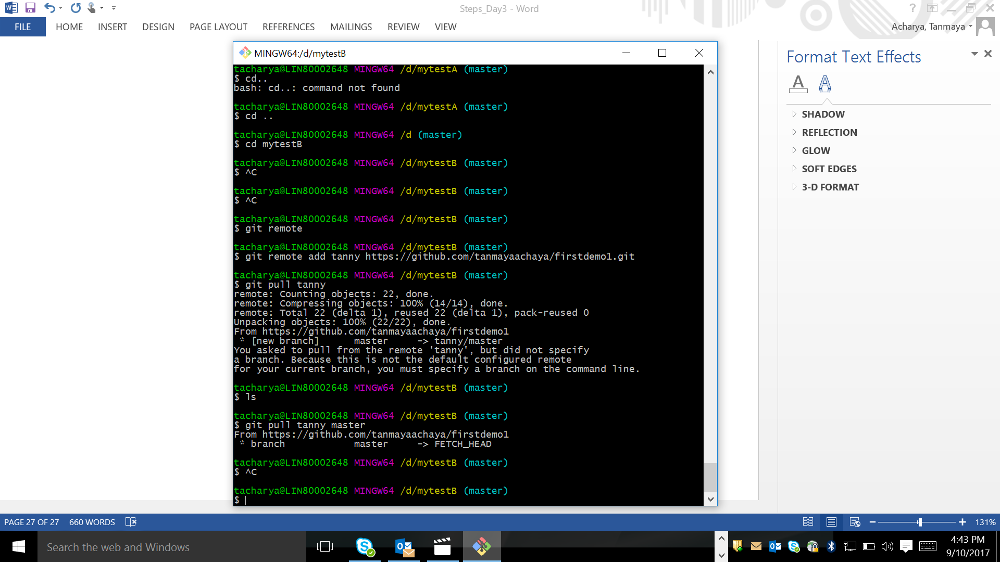 Steps_Day3 - Word
FILE HOME INSERT DESIGN PAGE LAYOUT REFERENCES MAILINGS REVIEW VIEW
Acharya, Tanmaya
MINGW64:/d/mytestB
tacharya@LIN80002648 MINGW64 /d/mytestA (master)
$ cd..
bash: cd..: command not found
tacharya@LIN80002648 MINGW64 /d/mytestA (master)
$ cd ..
tacharya@LIN80002648 MINGW64 /d (master)
$ cd mytestB
tacharya@LIN80002648 MINGW64 /d/mytestB (master)
$ ^C
tacharya@LIN80002648 MINGW64 /d/mytestB (master)
$ ^C
tacharya@LIN80002648 MINGW64 /d/mytestB (master)
$ git remote
tacharya@LIN80002648 MINGW64 /d/mytestB (master)
$ git remote add tanny https://github.com/tanmayaachaya/firstdemo1.git
tacharya@LIN80002648 MINGW64 /d/mytestB (master)
$ git pull tanny
remote: Counting objects: 22, done.
remote: Compressing objects: 100% (14/14), done.
remote: Total 22 (delta 1), reused 22 (delta 1), pack-reused 0
Unpacking objects: 100% (22/22), done.
From https://github.com/tanmayaachaya/firstdemo1
* [new branch] master -> tanny/master
You asked to pull from the remote 'tanny', but did not specify
a branch. Because this is not the default configured remote
for your current branch, you must specify a branch on the command line.
tacharya@LIN80002648 MINGW64 /d/mytestB (master)
$ ls
tacharya@LIN80002648 MINGW64 /d/mytestB (master)
$ git pull tanny master
From https://github.com/tanmayaachaya/firstdemo1
* branch master -> FETCH_HEAD
tacharya@LIN80002648 MINGW64 /d/mytestB (master)
$ ^C
tacharya@LIN80002648 MINGW64 /d/mytestB (master)
$
Format Text Effects
SHADOW
REFLECTION
GLOW
SOFT EDGES
3-D FORMAT
PAGE 27 OF 27 660 WORDS
131%
Search the web and Windows
4:43 PM
9/10/2017